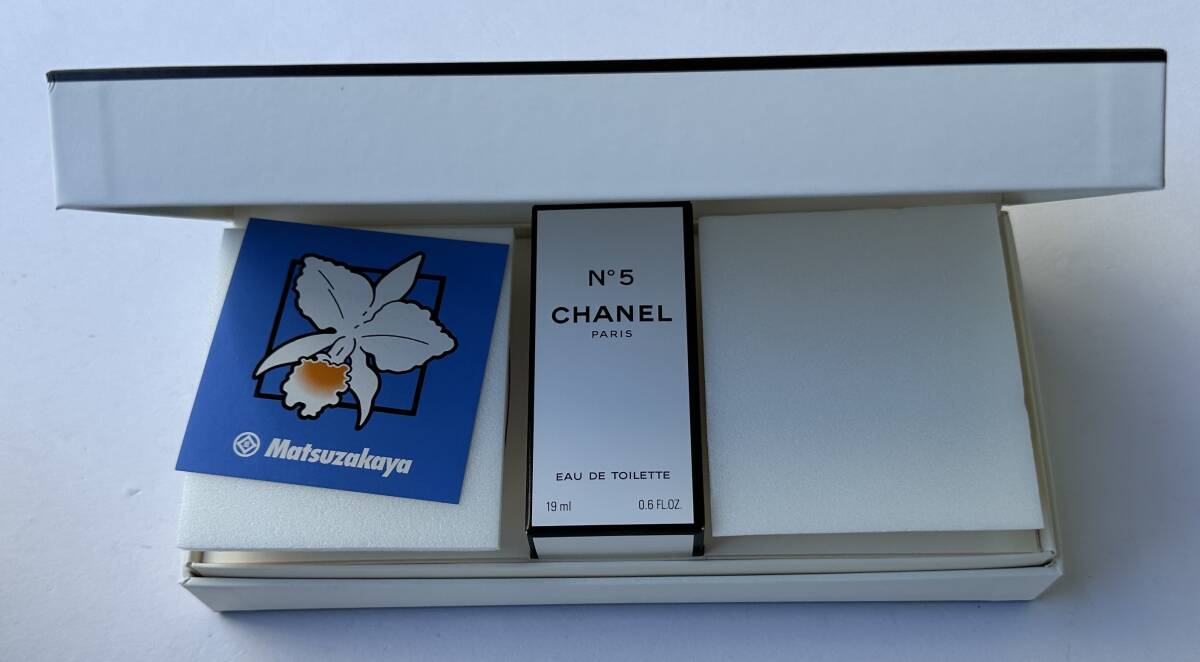 Matsuzakaya
N°5
CHANEL
PARIS
EAU DE TOILETTE
19 ml 0.6 FL.OZ.